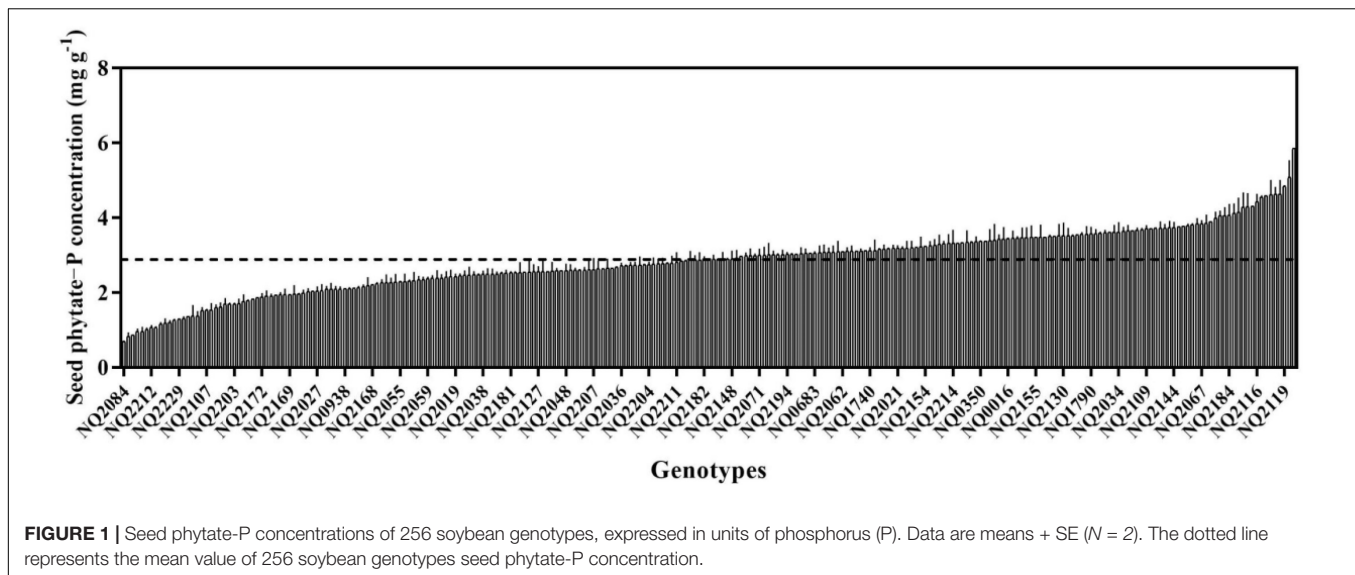 Seed phytate–P concentration (mg g-1)
8
6
4
2
0
NQ2084
NQ2212
NQ2229
NQ2107
NQ2203
NQ2172
NQ2169
NQ2027
NQ0938
NQ2168
NQ2055
NQ2059
NQ2019
NQ2038
NQ2181
NQ2127
NQ2048
NQ2207
NQ2036
NQ2204
NQ2211
NQ2182
NQ2148
NQ2071
NQ2194
NQ0683
NQ2062
NQ1740
NQ2021
NQ2154
NQ2214
NQ0350
NQ0016
NQ2155
NQ2130
NQ1790
NQ2034
NQ2109
NQ2144
NQ2067
NQ2184
NQ2116
NQ2119
Genotypes
FIGURE 1 | Seed phytate-P concentrations of 256 soybean genotypes, expressed in units of phosphorus (P). Data are means + SE (N = 2). The dotted line
represents the mean value of 256 soybean genotypes seed phytate-P concentration.